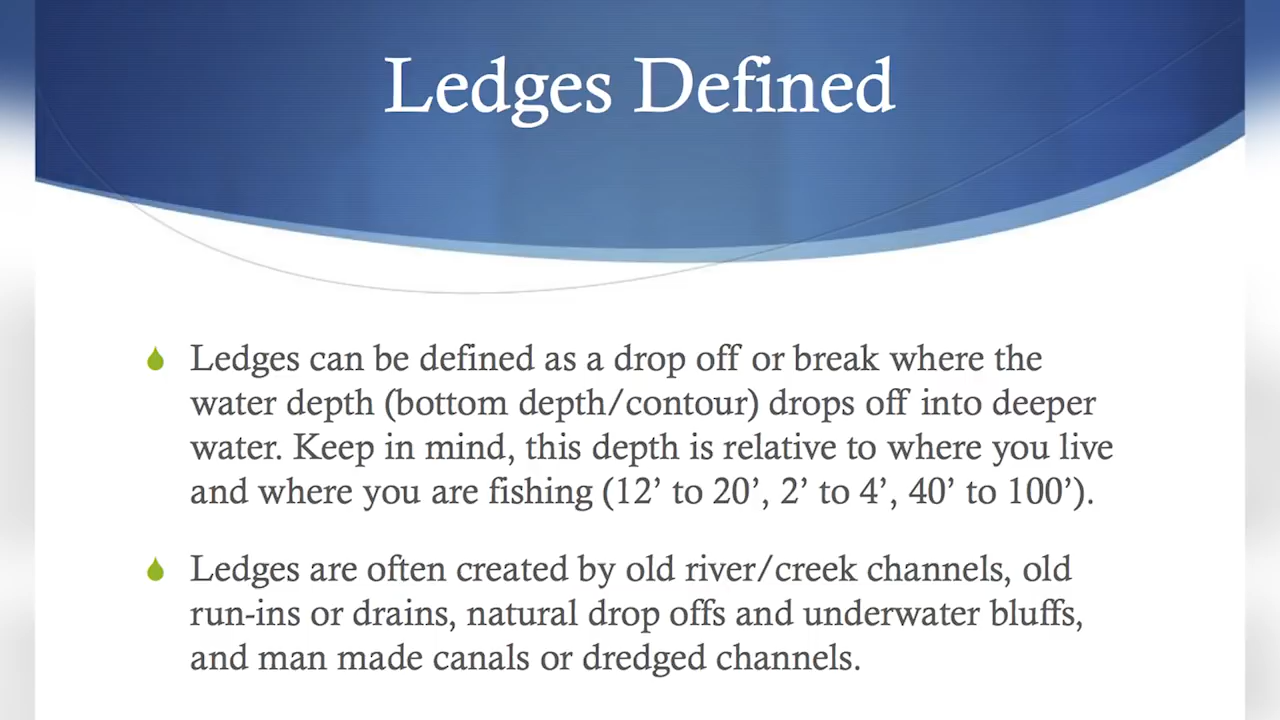 Ledges Defined
Ledges can be defined as a drop off or break where the
water depth (bottom depth/contour) drops off into deeper
water. Keep in mind, this depth is relative to where you live
and where you are fishing (12’ to 20’, 2’ to 4’, 40’ to 100’).
Ledges are often created by old river/creek channels, old
run-ins or drains, natural drop offs and underwater bluffs,
and man made canals or dredged channels.